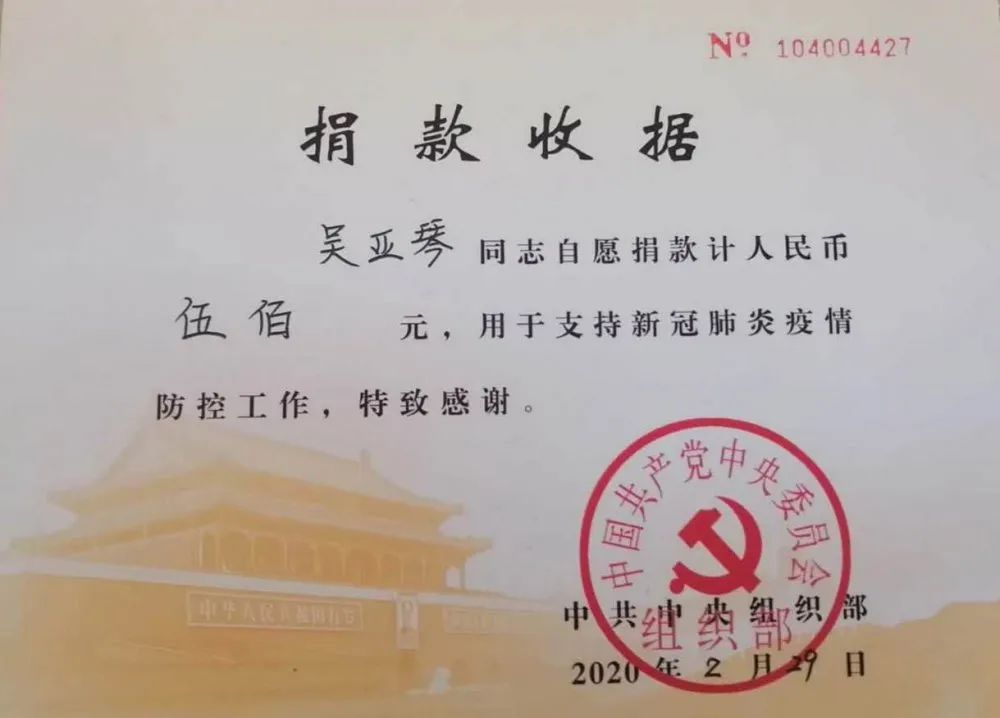 № 104004427
捐款收据
吴亚琴同志自愿捐款计人民币
伍佰 元，用于支持新冠肺炎疫情
防控工作，特致感谢。
中国共产党中央委员会
组织部
中共中央组织部
2020年2月29日